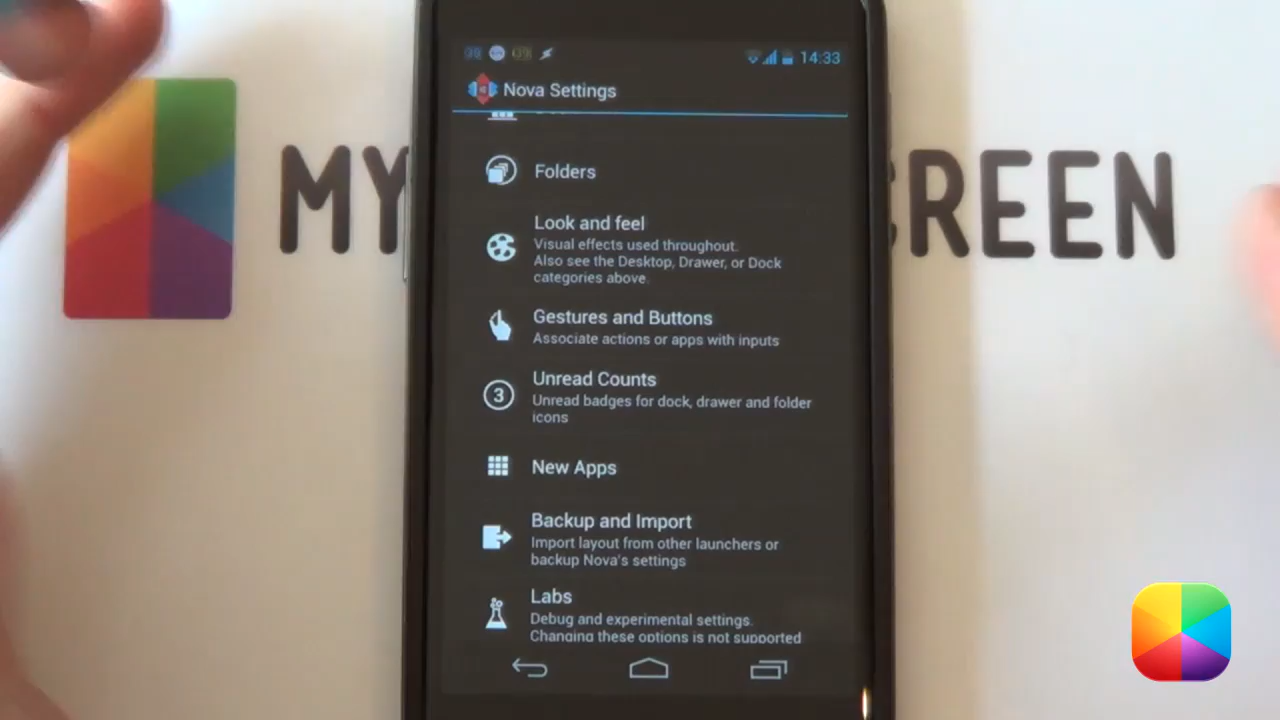 14:33
Nova Settings
MY CREEN
Folders
Look and feel
Visual effects used throughout.
Also see the Desktop, Drawer, or Dock
categories above.
Gestures and Buttons
Associate actions or apps with inputs
Unread Counts
3
Unread badges for dock, drawer and folder
icons
New Apps
Backup and Import
Import layout from other launchers or
backup Nova's settings
Labs
Debug and experimental settings.
Changing these options is not supported